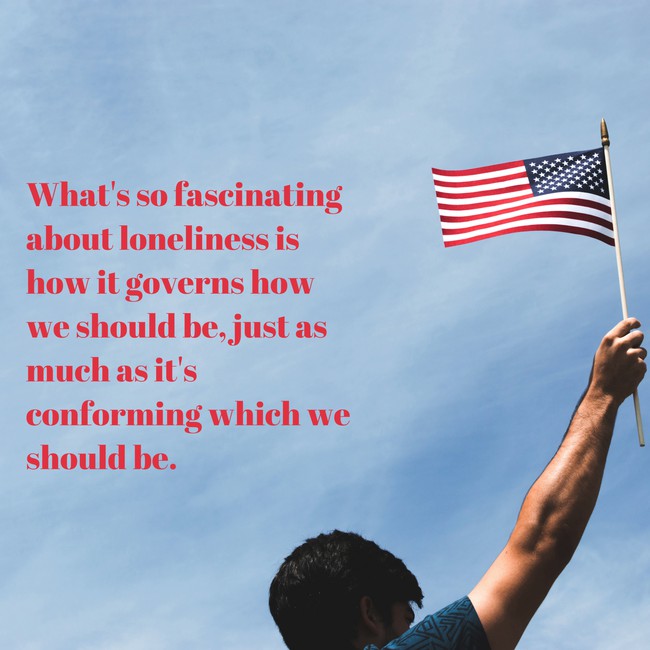 What's so fascinating
about loneliness is
how it governs how
we should be, just as
much as it's
conforming which we
should be.